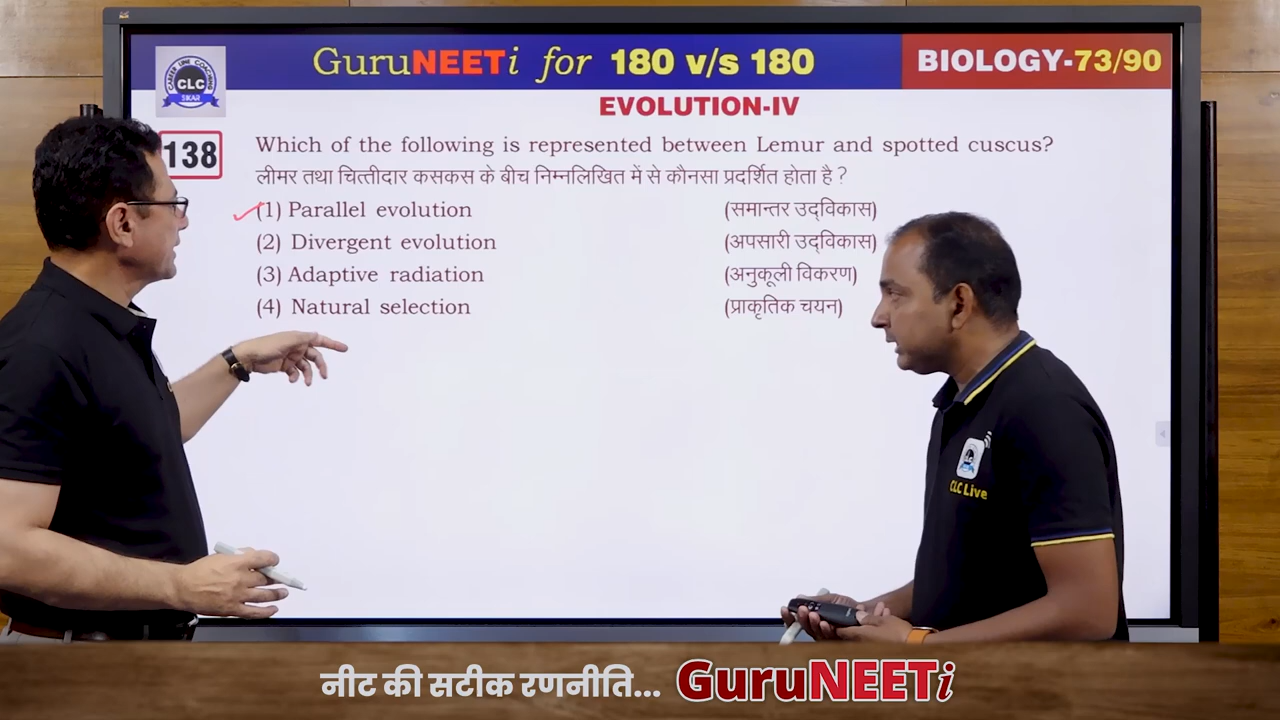 GuruNEETi for 180 v/s 180
BIOLOGY-73/90
CLC
SIKAR
EVOLUTION-IV
138
Which of the following is represented between Lemur and spotted cuscus?
लीमर तथा चित्तीदार कसकस के बीच निम्नलिखित में से कौनसा प्रदर्शित होता है ?
(1) Parallel evolution (समान्तर उद्‌विकास)
(2) Divergent evolution (अपसारी उद्‌विकास)
(3) Adaptive radiation (अनुकूली विकरण)
(4) Natural selection (प्राकृतिक चयन)
CLC Live
नीट की सटीक रणनीति... GuruNEETi